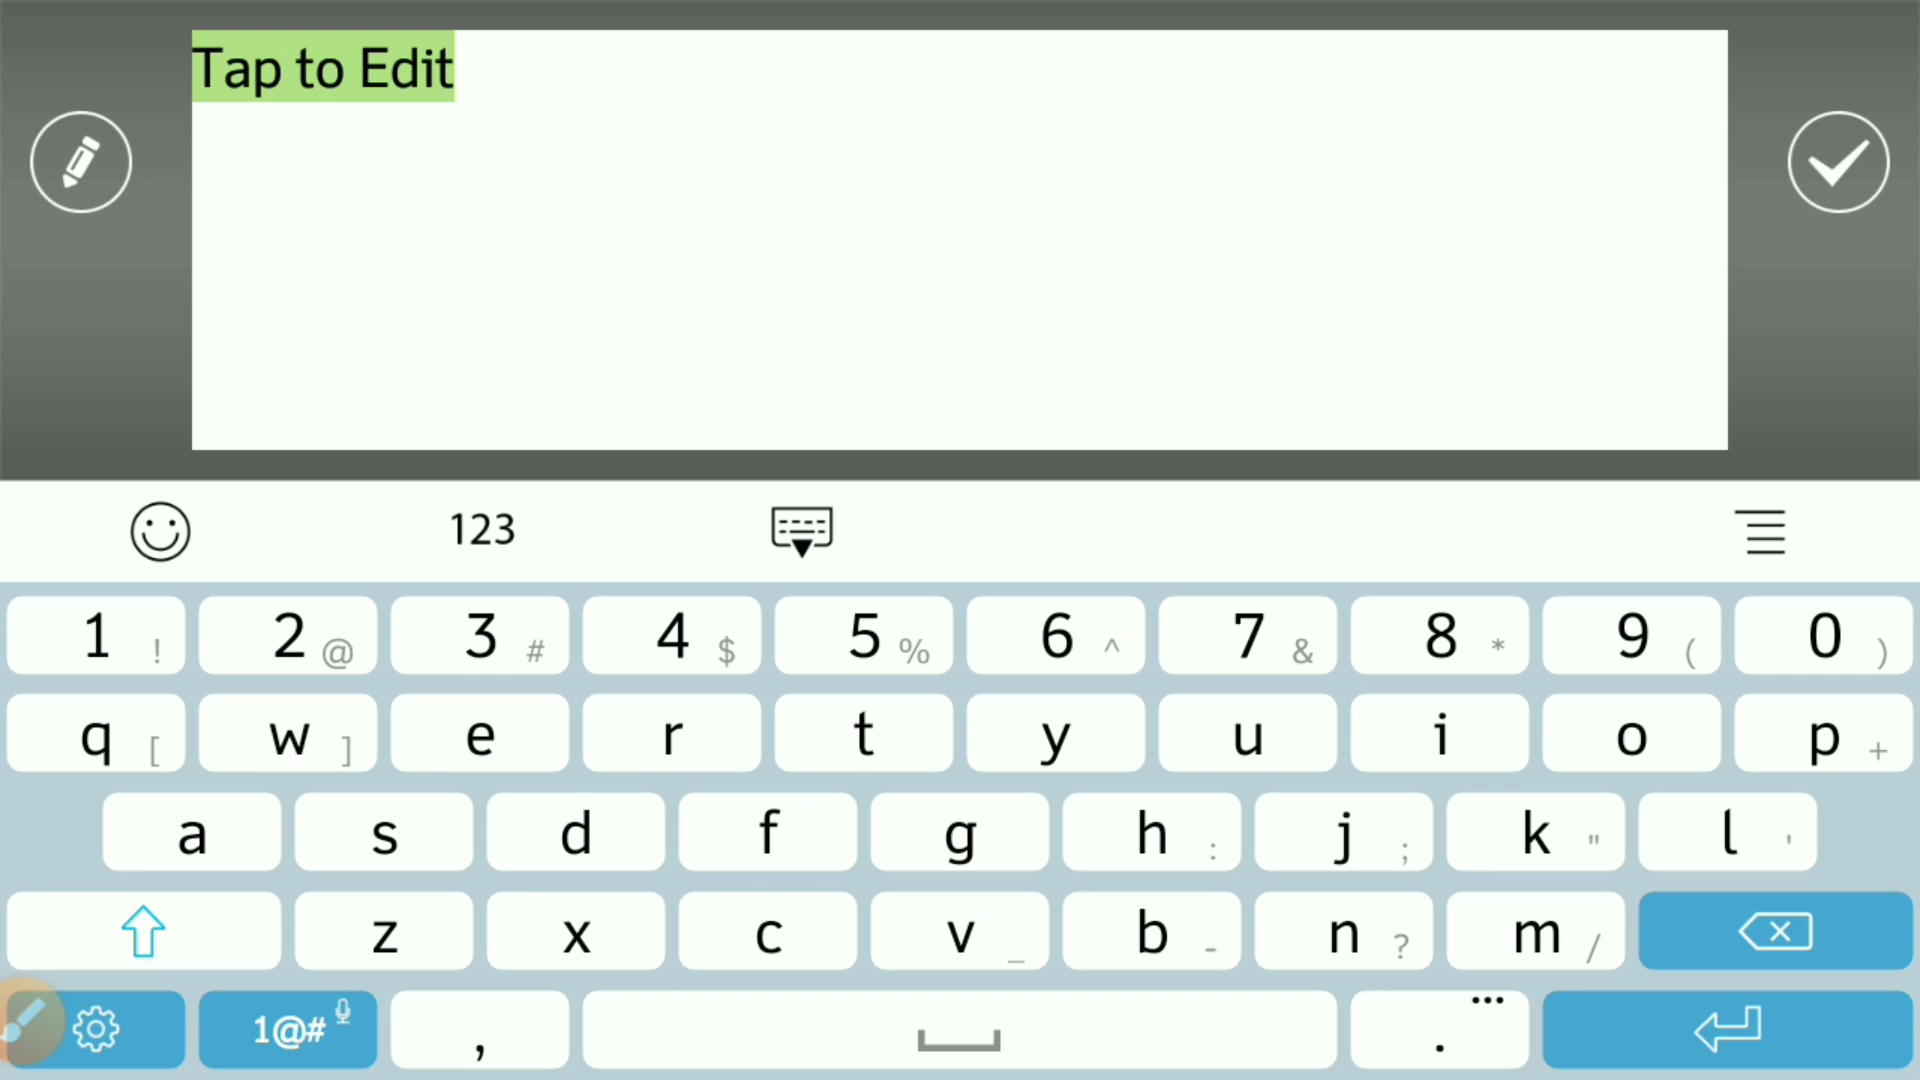 Tap to Edit
123
1 ! 2 @ 3 # 4 $ 5 % 6 ^ 7 & 8 * 9 ( 0 )
q [ w ] e r t y u i o p +
a s d f g h : j ; k " l '
z x c v _ b - n ? m /
1@# , . ...